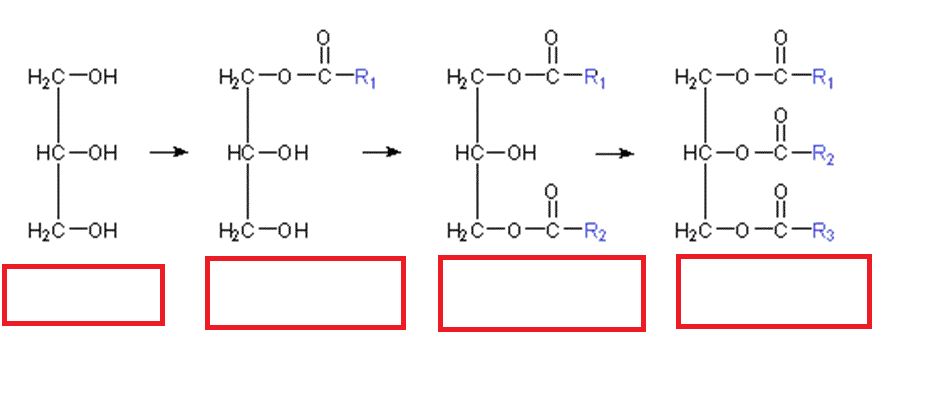 O O O
H₂C—OH H₂C—O—C—R₁ H₂C—O—C—R₁ H₂C—O—C—R₁
O
HC—OH HC—OH HC—OH HC—O—C—R₂
O O
H₂C—OH H₂C—OH H₂C—O—C—R₂ H₂C—O—C—R₃